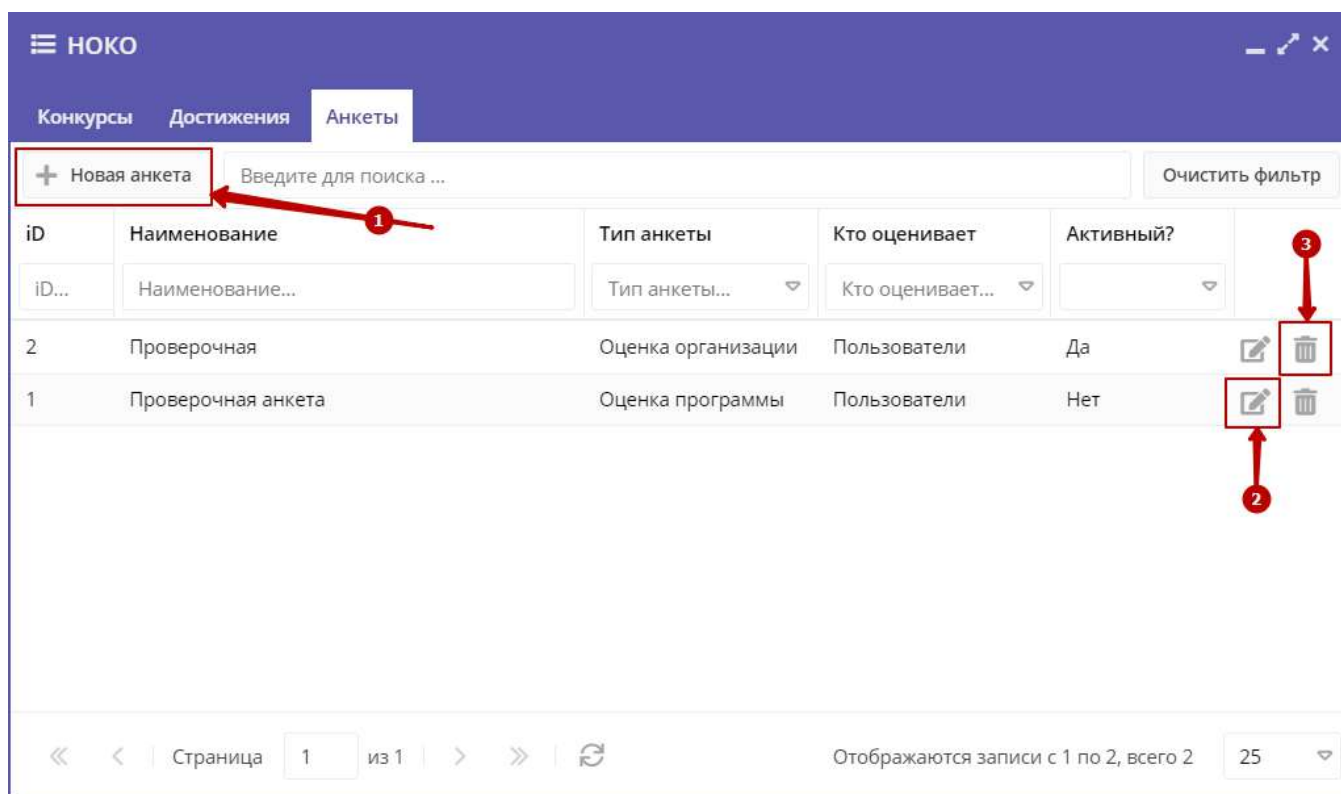 НОКО
Конкурсы Достижения Анкеты
Новая анкета Введите для поиска ... Очистить фильтр
1
iD Наименование Тип анкеты Кто оценивает Активный?
3
iD... Наименование... Тип анкеты... Кто оценивает...
2 Проверочная Оценка организации Пользователи Да
1 Проверочная анкета Оценка программы Пользователи Нет
2
Страница 1 из 1 Отображаются записи с 1 по 2, всего 2 25